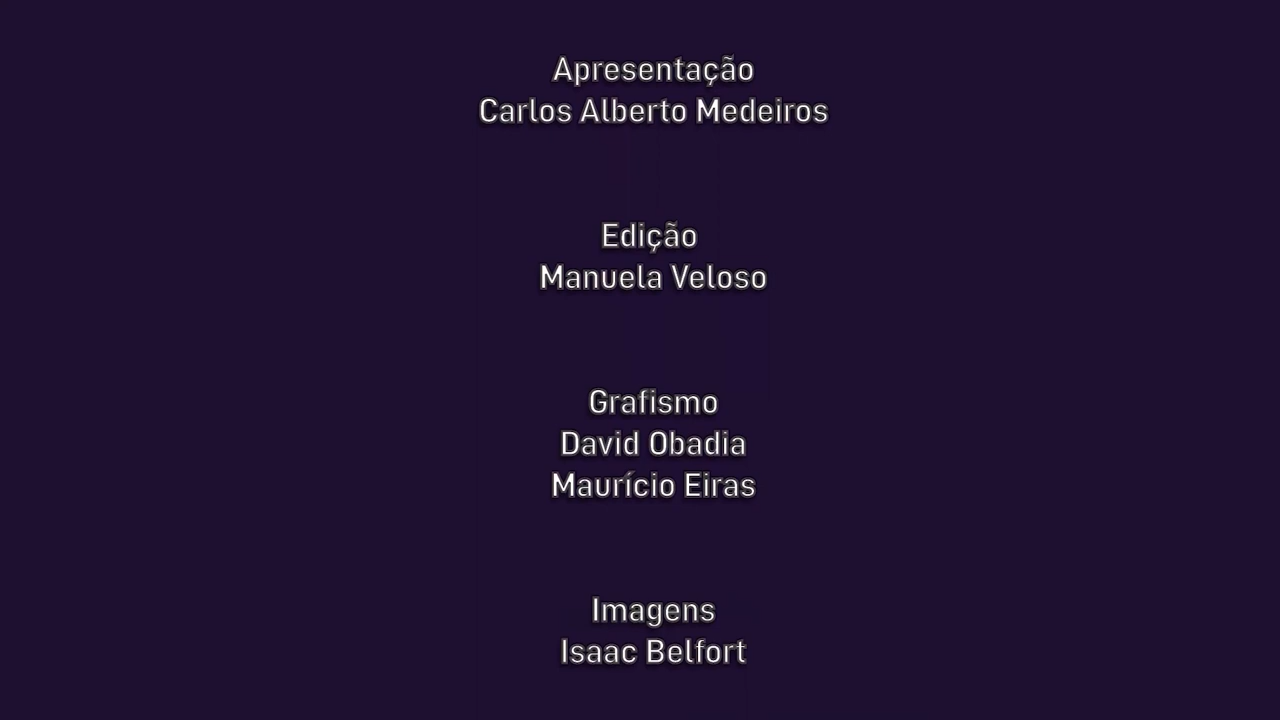 Apresentação
Carlos Alberto Medeiros
Edição
Manuela Veloso
Grafismo
David Obadia
Maurício Eiras
Imagens
Isaac Belfort